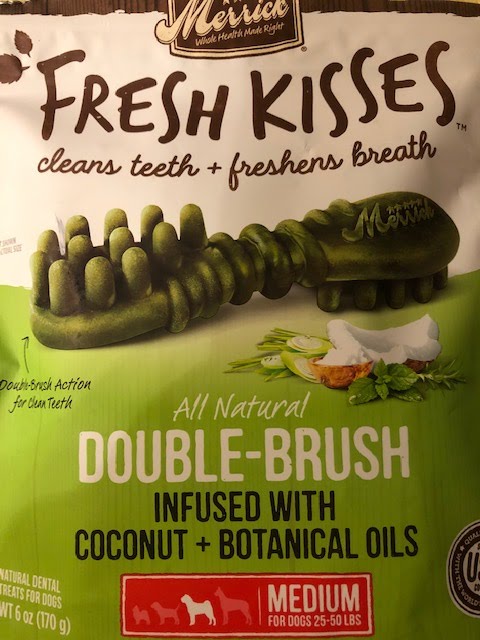 Merrick
Whole Health Made Right
FRESH KISSES™
cleans teeth + freshens breath
Merrick
Double-Brush Action
for Clean Teeth
All Natural
DOUBLE-BRUSH
INFUSED WITH
COCONUT + BOTANICAL OILS
NATURAL DENTAL
TREATS FOR DOGS
WT 6 oz (170 g)
MEDIUM
FOR DOGS 25-50 LBS